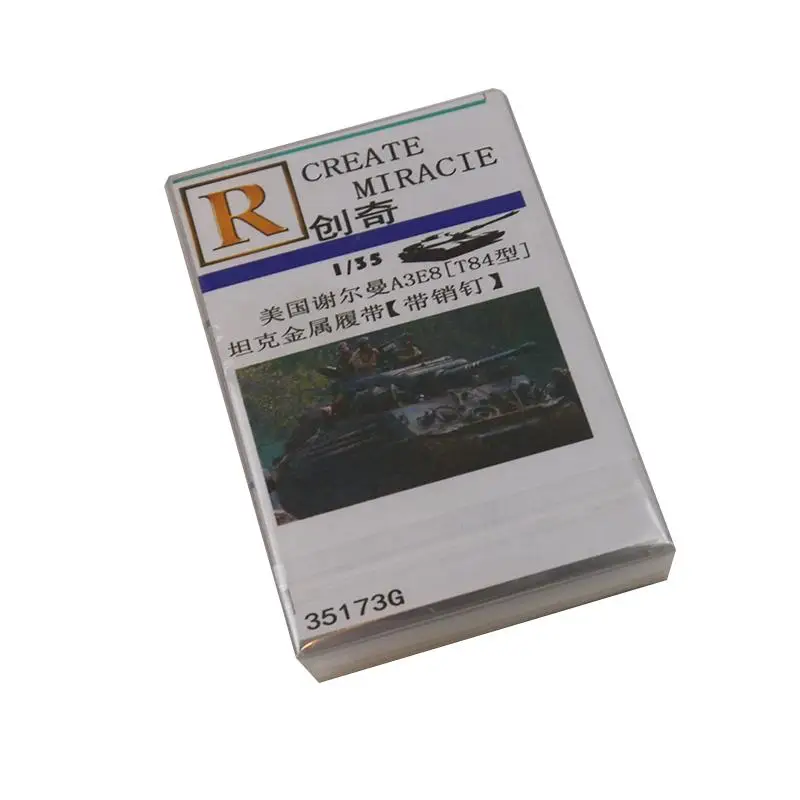 R
CREATE
MIRACIE
创奇
1/35
美国谢尔曼A3E8[T84型]
坦克金属履带【带销钉】
35173G